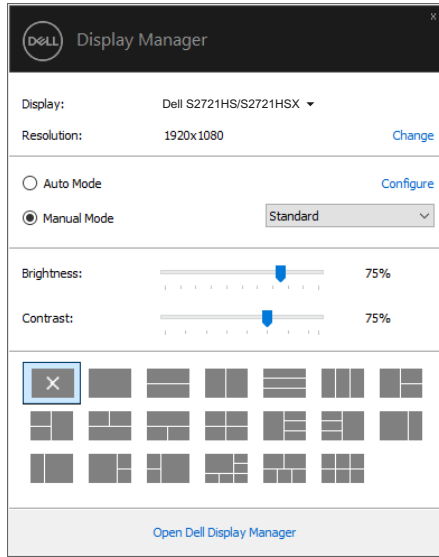 x
DELL Display Manager
Display: Dell S2721HS/S2721HSX
Resolution: 1920x1080 Change
Auto Mode Configure
Manual Mode Standard
Brightness: 75%
Contrast: 75%
Open Dell Display Manager